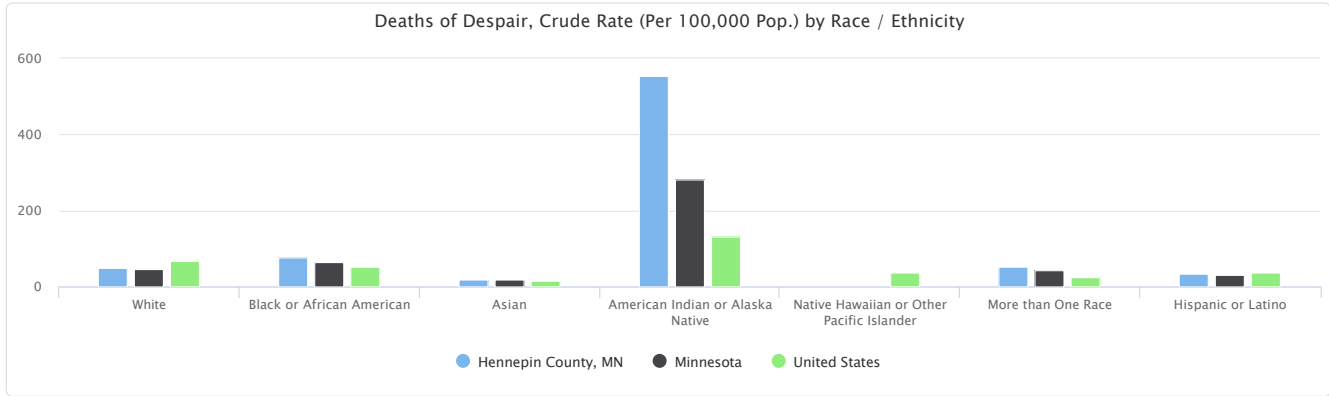 Deaths of Despair, Crude Rate (Per 100,000 Pop.) by Race / Ethnicity
600
400
200
0
White
Black or African American
Asian
American Indian or Alaska
Native
Native Hawaiian or Other
Pacific Islander
More than One Race
Hispanic or Latino
Hennepin County, MN
Minnesota
United States